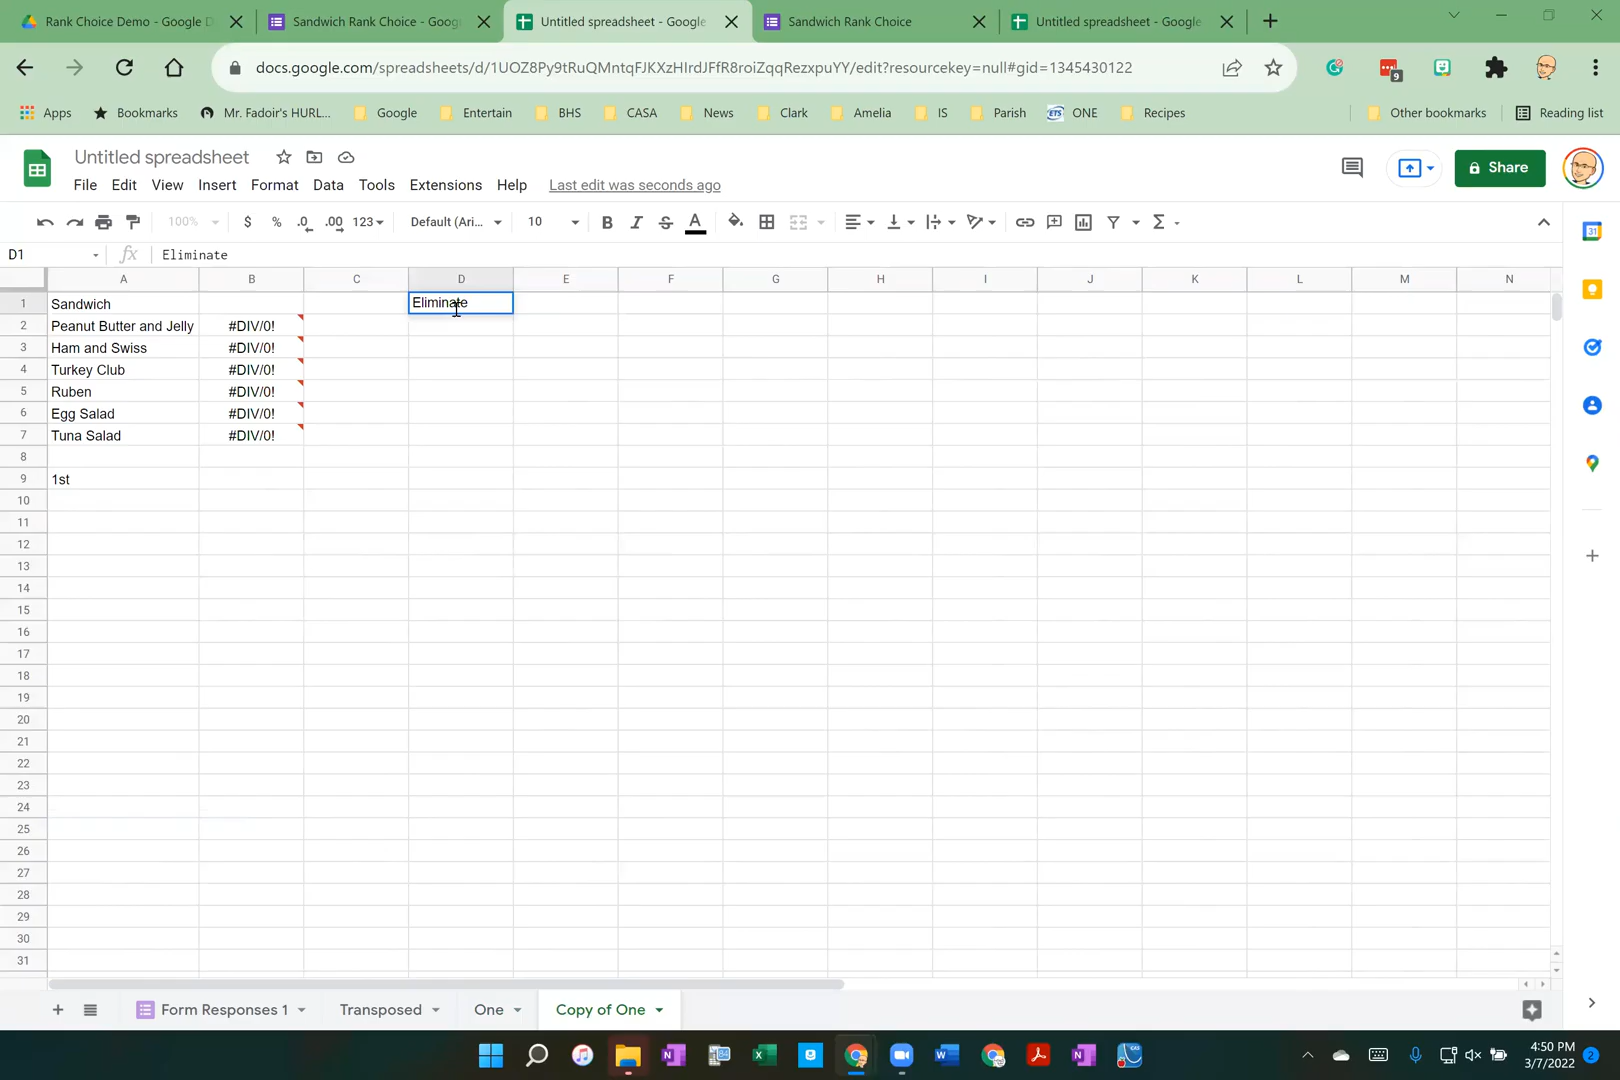 Rank Choice Demo - Google D
Sandwich Rank Choice - Goog
Untitled spreadsheet - Google
Sandwich Rank Choice
Untitled spreadsheet - Google
docs.google.com/spreadsheets/d/1UOZ8Py9tRuQMntqFJKXzHIrdJFfR8roiZqqRezxpuYY/edit?resourcekey=null#gid=1345430122
9
Apps
Bookmarks
Mr. Fadoir's HURL...
Google
Entertain
BHS
CASA
News
Clark
Amelia
IS
Parish
ETS ONE
Recipes
Other bookmarks
Reading list
Untitled spreadsheet
File Edit View Insert Format Data Tools Extensions Help Last edit was seconds ago
Share
100% $ % .0 .00 123 Default (Ari... 10 B I S A Σ
31
D1 fx Eliminate
A B C D E F G H I J K L M N
1 Sandwich Eliminate
2 Peanut Butter and Jelly #DIV/0!
3 Ham and Swiss #DIV/0!
4 Turkey Club #DIV/0!
5 Ruben #DIV/0!
6 Egg Salad #DIV/0!
7 Tuna Salad #DIV/0!
8
9 1st
10
11
12
13
14
15
16
17
18
19
20
21
22
23
24
25
26
27
28
29
30
31
Form Responses 1
Transposed
One
Copy of One
4:50 PM
3/7/2022
2